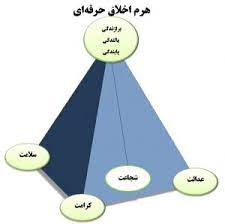 هرم اخلاق حرفه‌ای
برازندگی
بالندگی
پایندگی
سلامت
شجاعت
عدالت
کرامت